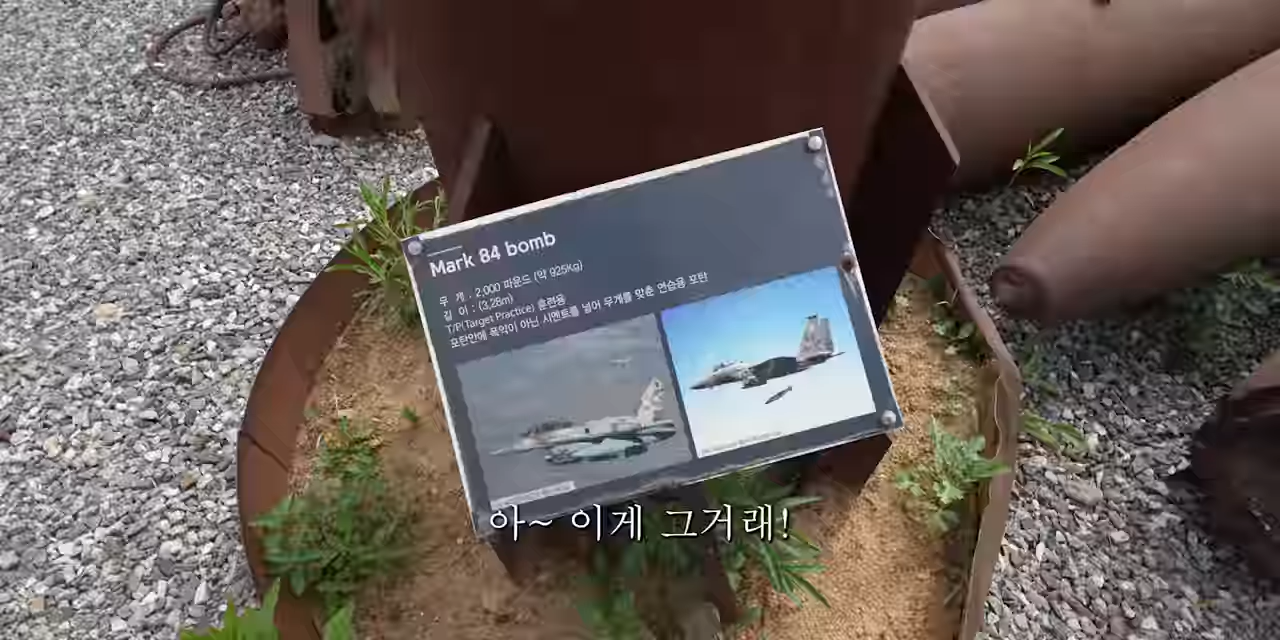 Mark 84 bomb
무 게 : 2,000 파운드 (약 925Kg)
길 이 : (3,28m)
T/P(Target Practice) 훈련용
포탄안에 폭약이 아닌 시멘트를 넣어 무게를 맞춘 연습용 포탄
아~ 이게 그거래!